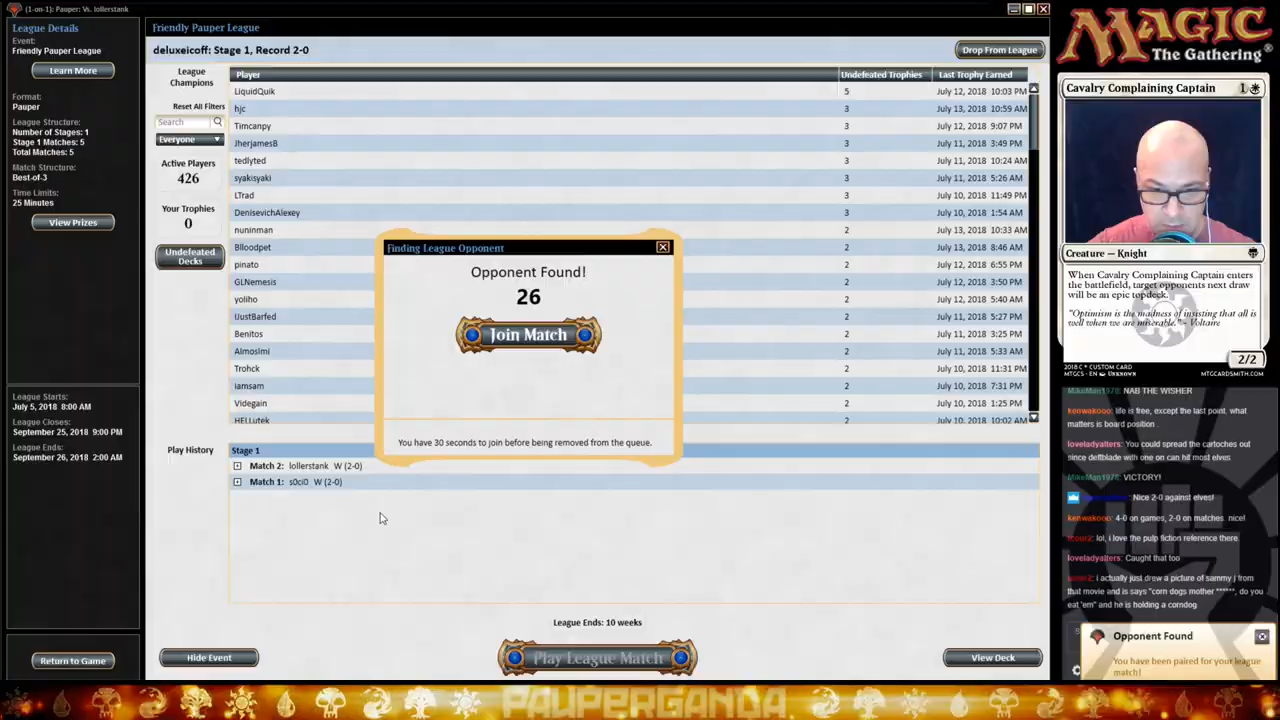 (1-on-1): Pauper: Vs. lollerstank
League Details
Event:
Friendly Pauper League
Learn More
Format:
Pauper
League Structure:
Number of Stages: 1
Stage 1 Matches: 5
Total Matches: 5
Match Structure:
Best-of-3
Time Limits:
25 Minutes
View Prizes
League Starts:
July 5, 2018 8:00 AM
League Closes:
September 25, 2018 9:00 PM
League Ends:
September 26, 2018 2:00 AM
Return to Game
Friendly Pauper League
deluxeicoff: Stage 1, Record 2-0
Drop From League
League Champions
Reset All Filters
Search
Everyone
Active Players
426
Your Trophies
0
Undefeated Decks
Player Undefeated Trophies Last Trophy Earned
LiquidQuik 5 July 12, 2018 10:03 PM
hjc 3 July 13, 2018 10:59 AM
Timcanpy 3 July 12, 2018 9:07 PM
JherjamesB 3 July 11, 2018 3:49 PM
tedlyted 3 July 11, 2018 10:24 AM
syakisyaki 3 July 11, 2018 5:26 AM
LTrad 3 July 10, 2018 11:49 PM
DenisevichAlexey 3 July 10, 2018 1:54 AM
nuninman 2 July 13, 2018 10:33 AM
Blloodpet 2 July 13, 2018 8:46 AM
pinato 2 July 12, 2018 6:55 PM
GLNemesis 2 July 12, 2018 3:50 PM
yoliho 2 July 12, 2018 5:40 AM
IJustBarfed 2 July 11, 2018 5:27 PM
Benitos 2 July 11, 2018 3:25 PM
AlmosImi 2 July 11, 2018 5:33 AM
Trohck 2 July 10, 2018 11:31 PM
iamsam 2 July 10, 2018 7:31 PM
Videgain 2 July 10, 2018 1:25 PM
HELLutek 2 July 10, 2018 10:02 AM
Finding League Opponent
Opponent Found!
26
Join Match
You have 30 seconds to join before being removed from the queue.
Play History
Stage 1
Match 2: lollerstank W (2-0)
Match 1: s0ci0 W (2-0)
League Ends: 10 weeks
Hide Event
Play League Match
View Deck
MAGIC
The Gathering®
Cavalry Complaining Captain 1
Creature — Knight
When Cavalry Complaining Captain enters
the battlefield, target opponents next draw
will be an epic topdeck.
"Optimism is the madness of insisting that all is
well when we are miserable." - Voltaire
2/2
2018 C * CUSTOM CARD
MTGCS - EN Unknown
MTGCARDSMITH.COM
MikeMan1978: NAB THE WISHER
kenwakooo: life is free, except the last point, what
matters is board position .
loveladyalters: You could spread the cartoches out
since deftblade with one on can hit most elves
MikeMan1978: VICTORY!
: Nice 2-0 against elves!
kenwakooo: 4-0 on games, 2-0 on matches. nice!
: lol, i love the pulp fiction reference there.
loveladyalters: Caught that too
: i actually just drew a picture of sammy j from
that movie and is says "corn dogs mother ******, do you
eat 'em" and he is holding a corndog
Opponent Found
You have been paired for your league
match!
PAUPERGANDA